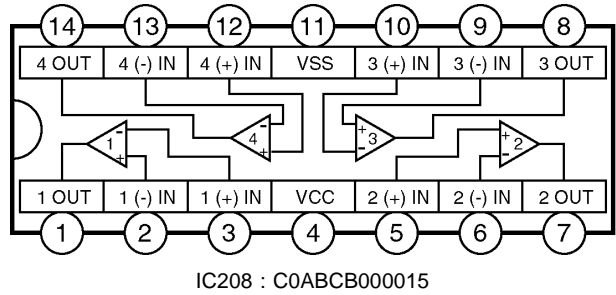 14 13 12 11 10 9 8
4 OUT 4 (-) IN 4 (+) IN VSS 3 (+) IN 3 (-) IN 3 OUT
1 - + 4 - + + - 3 + - 2
1 OUT 1 (-) IN 1 (+) IN VCC 2 (+) IN 2 (-) IN 2 OUT
1 2 3 4 5 6 7
IC208 : C0ABCB000015